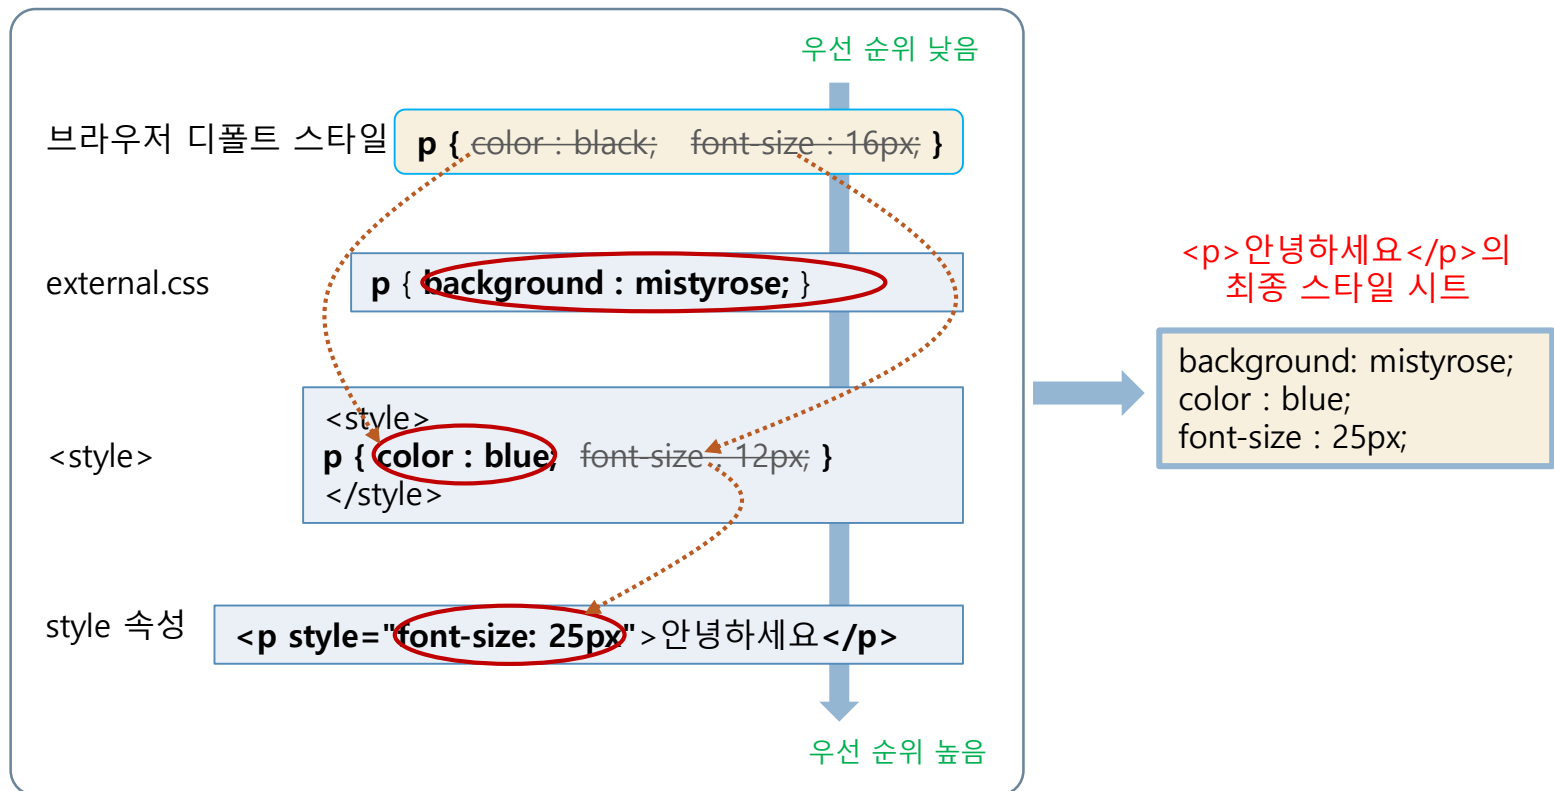 우선 순위 낮음
브라우저 디폴트 스타일
p { color : black; font-size : 16px; }
external.css
p { background : mistyrose; }
<style>
<style>
p { color : blue; font-size : 12px; }
</style>
style 속성
<p style="font-size: 25px">안녕하세요</p>
우선 순위 높음
<p>안녕하세요</p>의
최종 스타일 시트
background: mistyrose;
color : blue;
font-size : 25px;